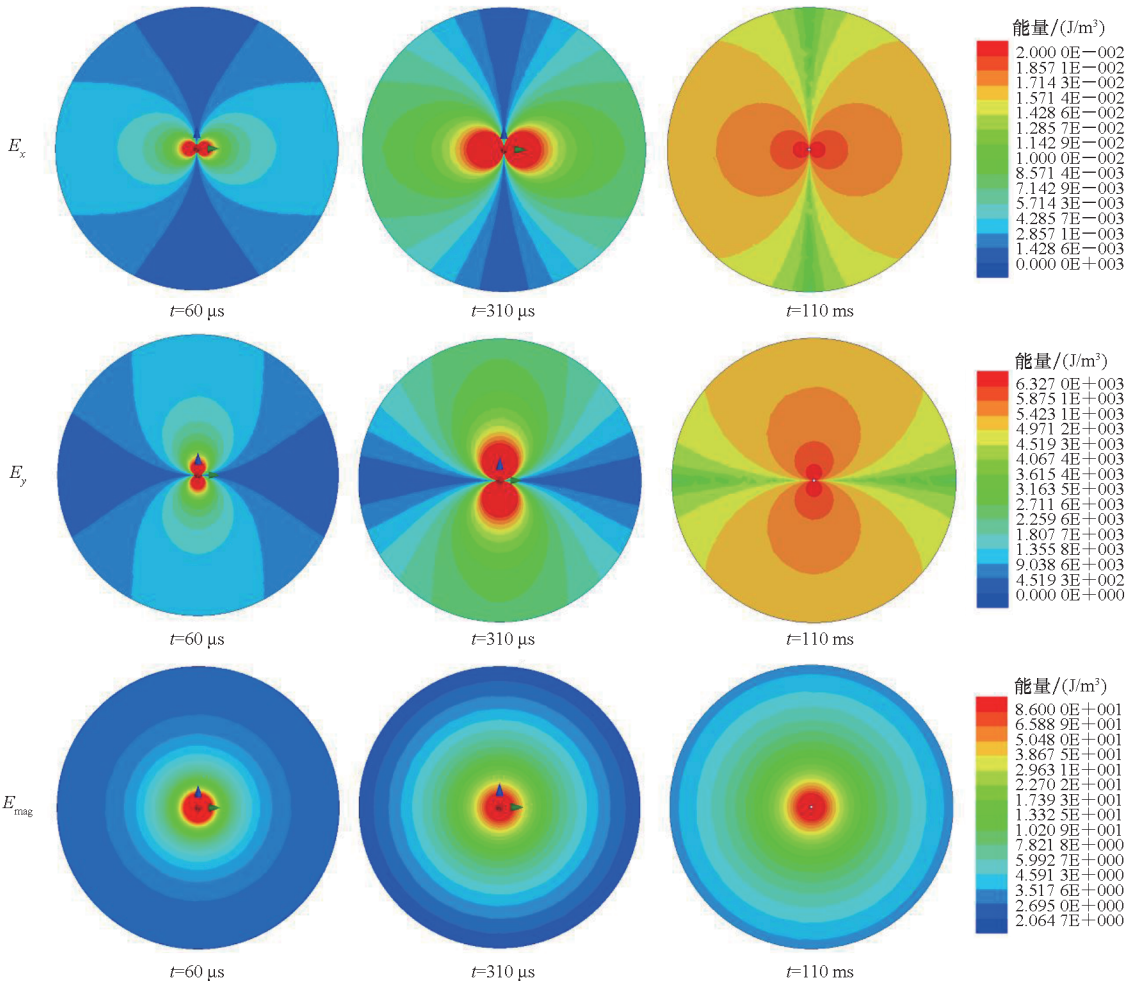 能量/(J/m³)
2.000 0E—002
1.857 1E—002
1.714 3E—002
1.571 4E—002
1.428 6E—002
1.285 7E—002
1.142 9E—002
1.000 0E—002
8.571 4E—003
7.142 9E—003
5.714 3E—003
4.285 7E—003
2.857 1E—003
1.428 6E—003
0.000 0E+003
Ex
t=60 μs
t=310 μs
t=110 ms
能量/(J/m³)
6.327 0E+003
5.875 1E+003
5.423 1E+003
4.971 2E+003
4.519 3E+003
4.067 4E+003
3.615 4E+003
3.163 5E+003
2.711 6E+003
2.259 6E+003
1.807 7E+003
1.355 8E+003
9.038 6E+003
4.519 3E+002
0.000 0E+000
Ey
t=60 μs
t=310 μs
t=110 ms
能量/(J/m³)
8.600 0E+001
6.588 9E+001
5.048 0E+001
3.867 5E+001
2.963 1E+001
2.270 2E+001
1.739 3E+001
1.332 5E+001
1.020 9E+001
7.821 8E+000
5.992 7E+000
4.591 3E+000
3.517 6E+000
2.695 0E+000
2.064 7E+000
Emag
t=60 μs
t=310 μs
t=110 ms